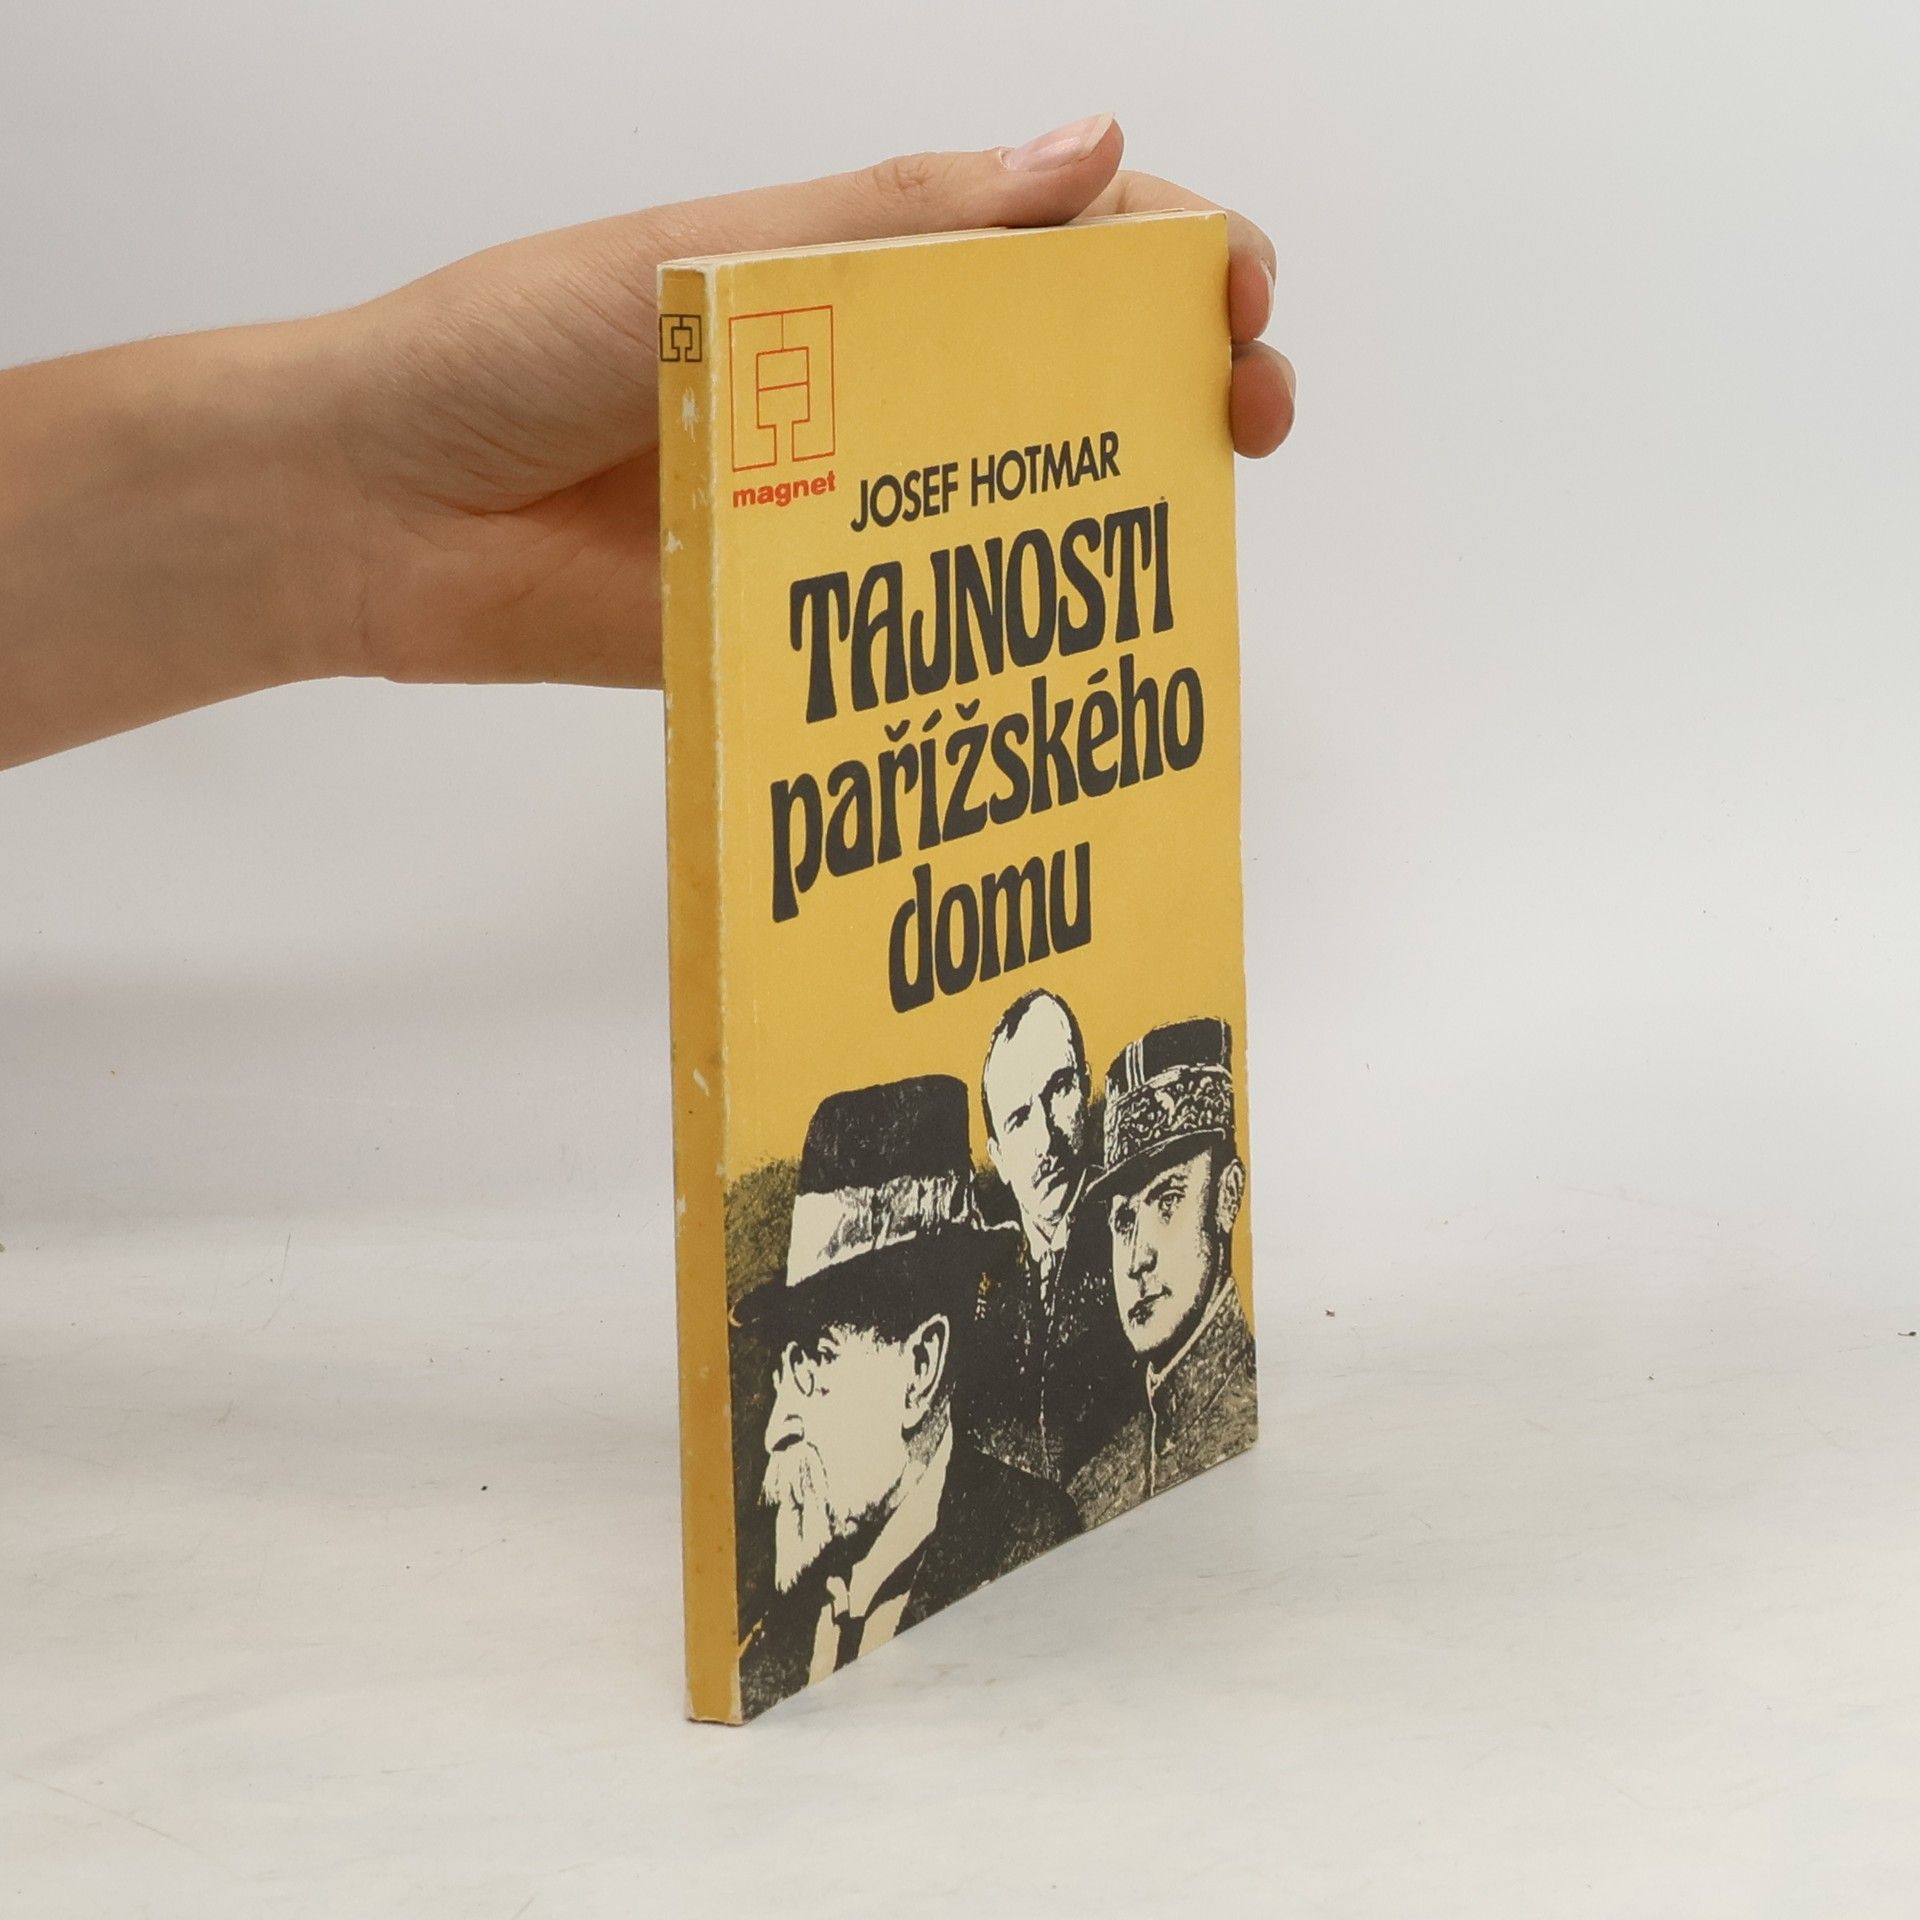 magnet
JOSEF HOTMAR
TAJNOSTI
pařížského
domu